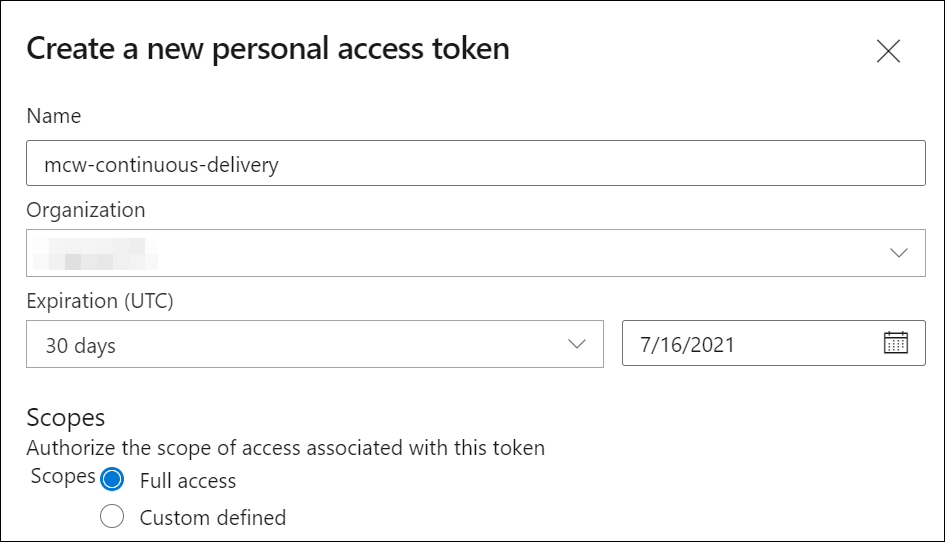 Create a new personal access token
Name
mcw-continuous-delivery
Organization
Expiration (UTC)
30 days
7/16/2021
Scopes
Authorize the scope of access associated with this token
Scopes
Full access
Custom defined